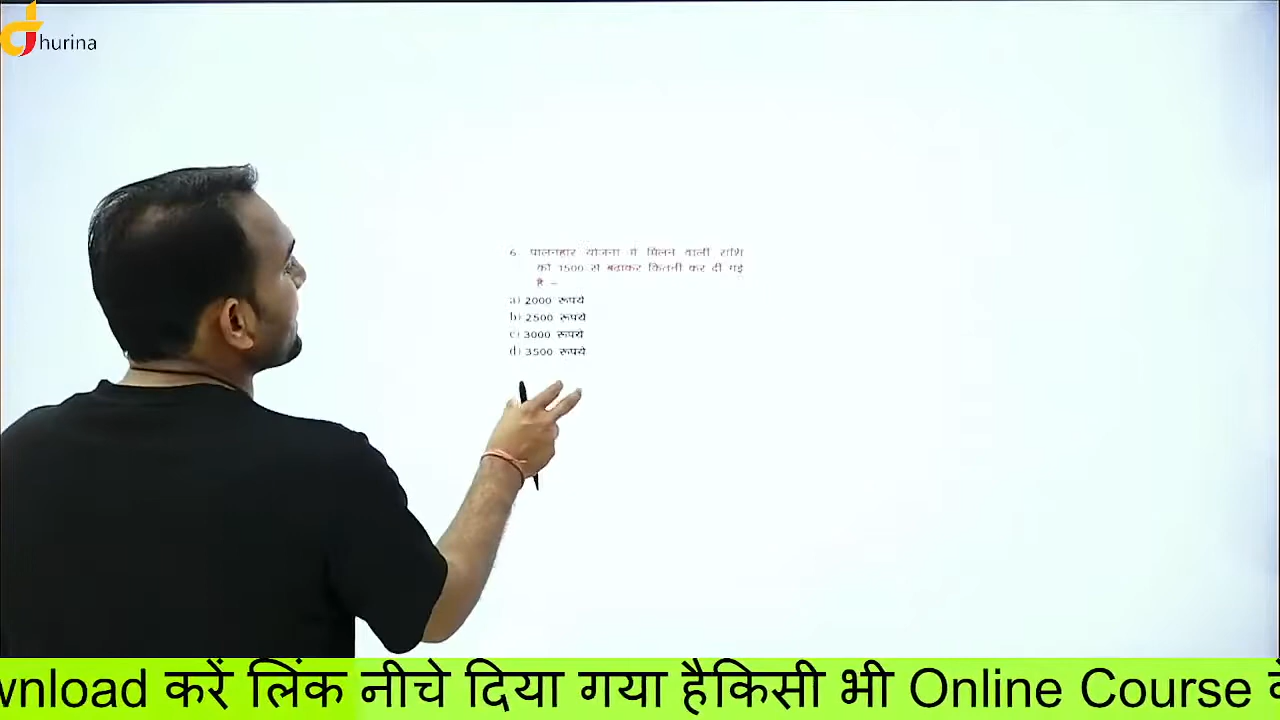 hurina
6. पालनहार योजना में मिलने वाली राशि
को 1500 से बढ़ाकर कितनी कर दी गई
है –
a) 2000 रूपये
b) 2500 रूपये
c) 3000 रूपये
d) 3500 रूपये
wnload करें लिंक नीचे दिया गया हैकिसी भी Online Course